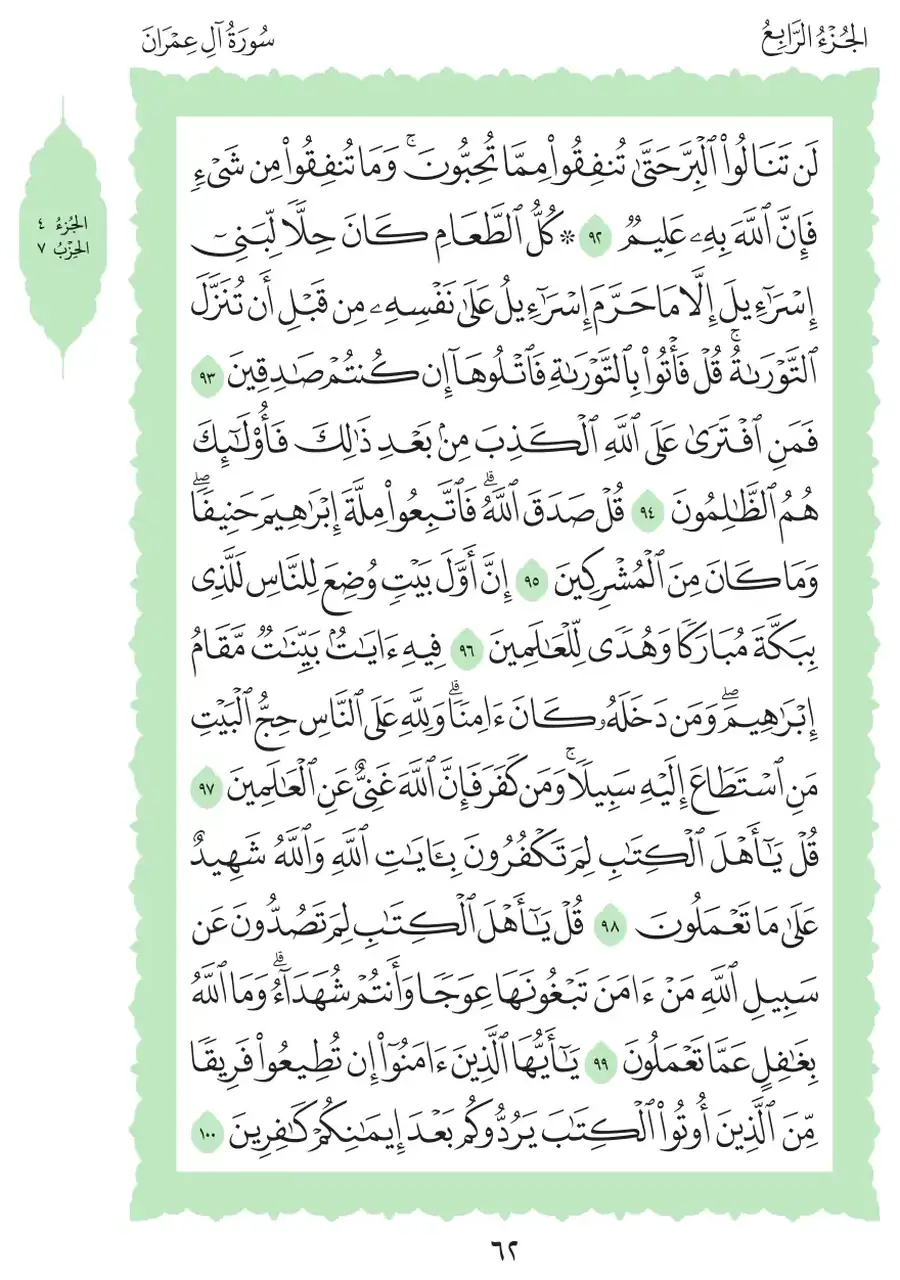 الجُزْءُ الرَّابِعُ
سُورَةُ آلِ عِمْرَانَ
الجُزءُ ٤
الحِزْبُ ٧
لَن تَنَالُوا۟ ٱلْبِرَّ حَتَّىٰ تُنفِقُوا۟ مِمَّا تُحِبُّونَۚ وَمَا تُنفِقُوا۟ مِن شَىْءٍ
فَإِنَّ ٱللَّهَ بِهِۦ عَلِيمٌ ٩٢ * كُلُّ ٱلطَّعَامِ كَانَ حِلًّا لِّبَنِىٓ
إِسْرَٰٓءِيلَ إِلَّا مَا حَرَّمَ إِسْرَٰٓءِيلُ عَلَىٰ نَفْسِهِۦ مِن قَبْلِ أَن تُنَزَّلَ
ٱلتَّوْرَىٰةُۚ قُلْ فَأْتُوا۟ بِٱلتَّوْرَىٰةِ فَٱتْلُوهَآ إِن كُنتُمْ صَٰدِقِينَ ٩٣
فَمَنِ ٱفْتَرَىٰ عَلَى ٱللَّهِ ٱلْكَذِبَ مِنۢ بَعْدِ ذَٰلِكَ فَأُو۟لَٰٓئِكَ
هُمُ ٱلظَّٰلِمُونَ ٩٤ قُلْ صَدَقَ ٱللَّهُۗ فَٱتَّبِعُوا۟ مِلَّةَ إِبْرَٰهِيمَ حَنِيفًاۖ
وَمَا كَانَ مِنَ ٱلْمُشْرِكِينَ ٩٥ إِنَّ أَوَّلَ بَيْتٍ وُضِعَ لِلنَّاسِ لَلَّذِى
بِبَكَّةَ مُبَارَكًا وَهُدًى لِّلْعَٰلَمِينَ ٩٦ فِيهِ ءَايَٰتٌۢ بَيِّنَٰتٌ مَّقَامُ
إِبْرَٰهِيمَۖ وَمَن دَخَلَهُۥ كَانَ ءَامِنًاۗ وَلِلَّهِ عَلَى ٱلنَّاسِ حِجُّ ٱلْبَيْتِ
مَنِ ٱسْتَطَاعَ إِلَيْهِ سَبِيلًاۚ وَمَن كَفَرَ فَإِنَّ ٱللَّهَ غَنِىٌّ عَنِ ٱلْعَٰلَمِينَ ٩٧
قُلْ يَٰٓأَهْلَ ٱلْكِتَٰبِ لِمَ تَكْفُرُونَ بِـَٔايَٰتِ ٱللَّهِ وَٱللَّهُ شَهِيدٌ
عَلَىٰ مَا تَعْمَلُونَ ٩٨ قُلْ يَٰٓأَهْلَ ٱلْكِتَٰبِ لِمَ تَصُدُّونَ عَن
سَبِيلِ ٱللَّهِ مَنْ ءَامَنَ تَبْغُونَهَا عِوَجًا وَأَنتُمْ شُهَدَآءُۗ وَمَا ٱللَّهُ
بِغَٰفِلٍ عَمَّا تَعْمَلُونَ ٩٩ يَٰٓأَيُّهَا ٱلَّذِينَ ءَامَنُوٓا۟ إِن تُطِيعُوا۟ فَرِيقًا
مِّنَ ٱلَّذِينَ أُوتُوا۟ ٱلْكِتَٰبَ يَرُدُّوكُم بَعْدَ إِيمَٰنِكُمْ كَٰفِرِينَ ١٠٠
٦٢